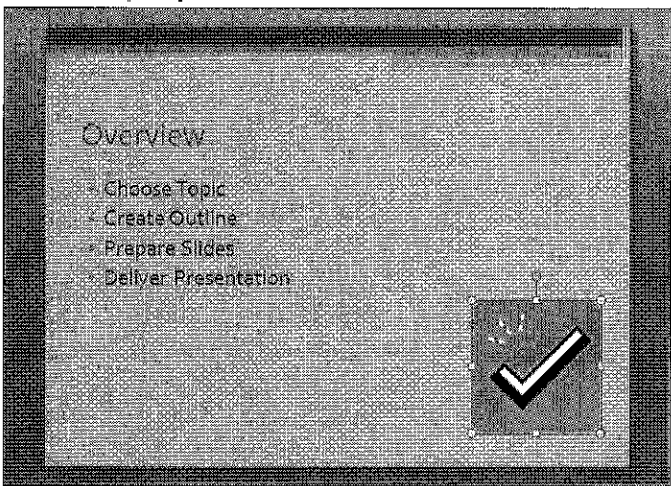 Overview
• Choose Topic
• Create Outline
• Prepare Slides
• Deliver Presentation